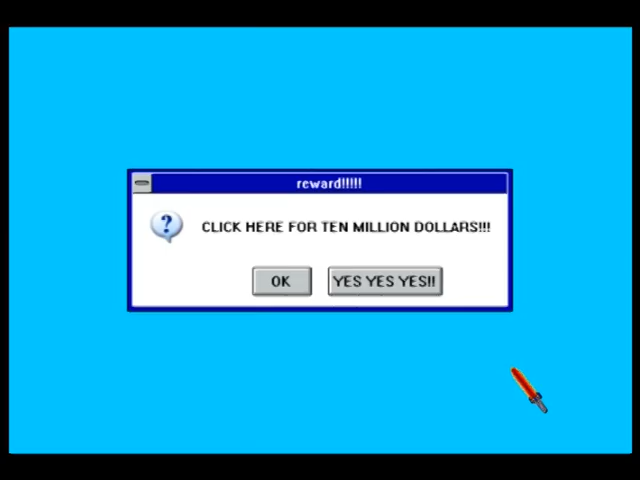 reward!!!!!
CLICK HERE FOR TEN MILLION DOLLARS!!!
OK
YES YES YES!!